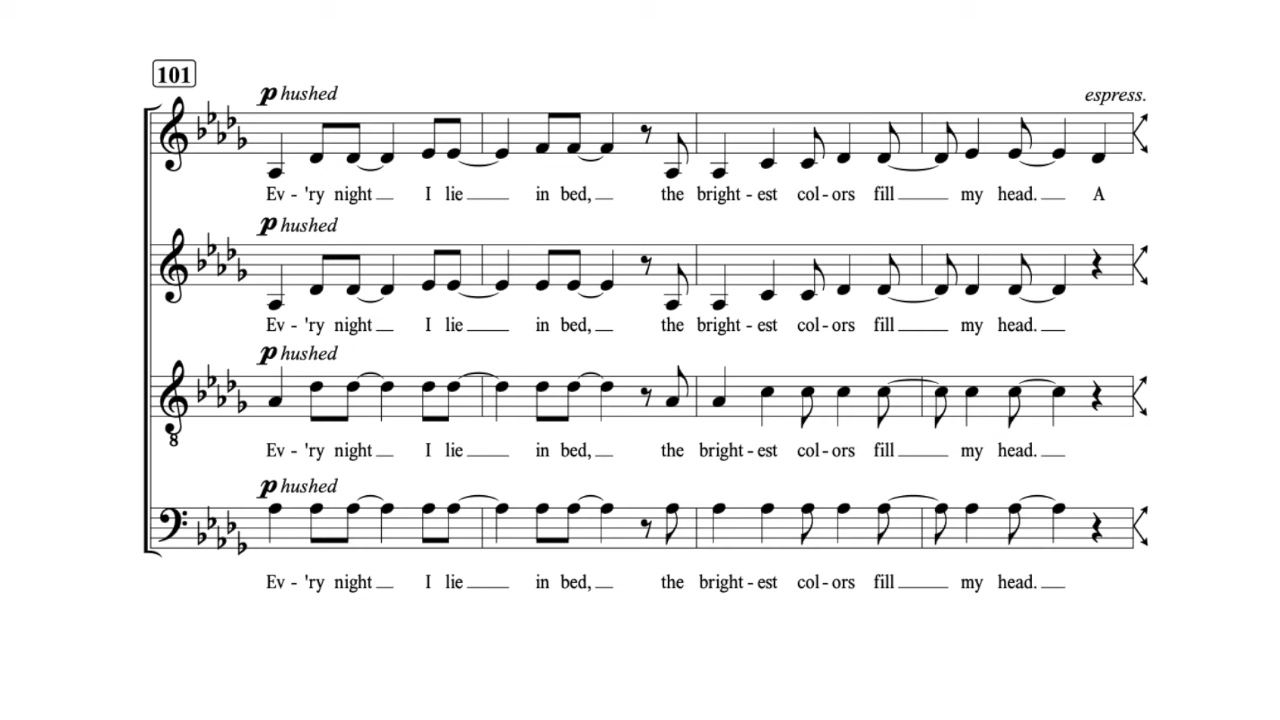 101
p hushed
espress.
Ev - 'ry night I lie in bed, the bright - est col - ors fill my head. A
p hushed
Ev - 'ry night I lie in bed, the bright - est col - ors fill my head.
p hushed
8
Ev - 'ry night I lie in bed, the bright - est col - ors fill my head.
p hushed
Ev - 'ry night I lie in bed, the bright - est col - ors fill my head.